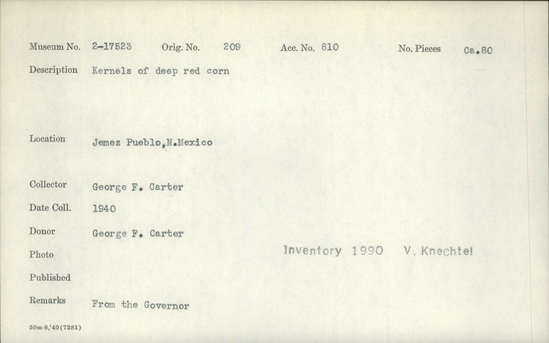 Museum No. 2-17523 Orig. No. 209 Acc. No. 810 No. Pieces Ca.80
Description Kernels of deep red corn
Location Jemez Pueblo,N.Mexico
Collector George F. Carter
Date Coll. 1940
Donor George F. Carter
Inventory 1990 V. Knechtel
Photo
Published
Remarks From the Governor
50m-8,'40(7281)